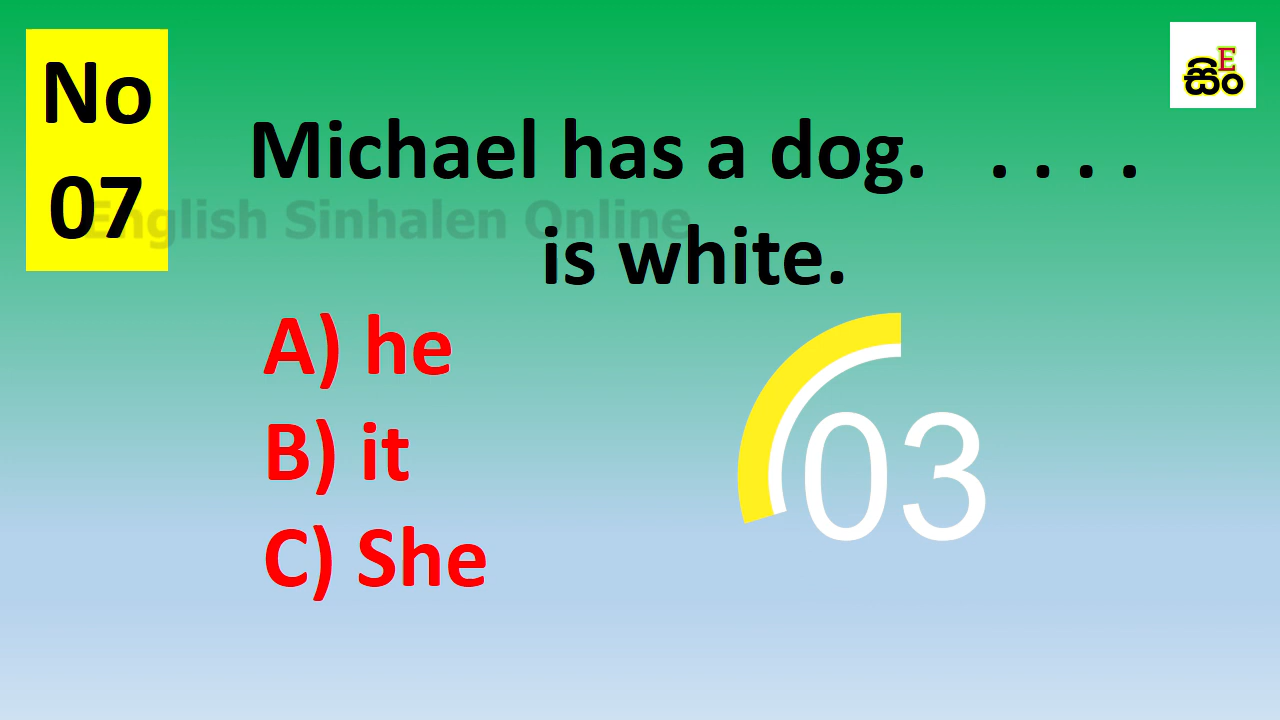 No
07
Michael has a dog. . . . .
is white.
English Sinhalen Online
A) he
B) it
C) She
03
සිං
E